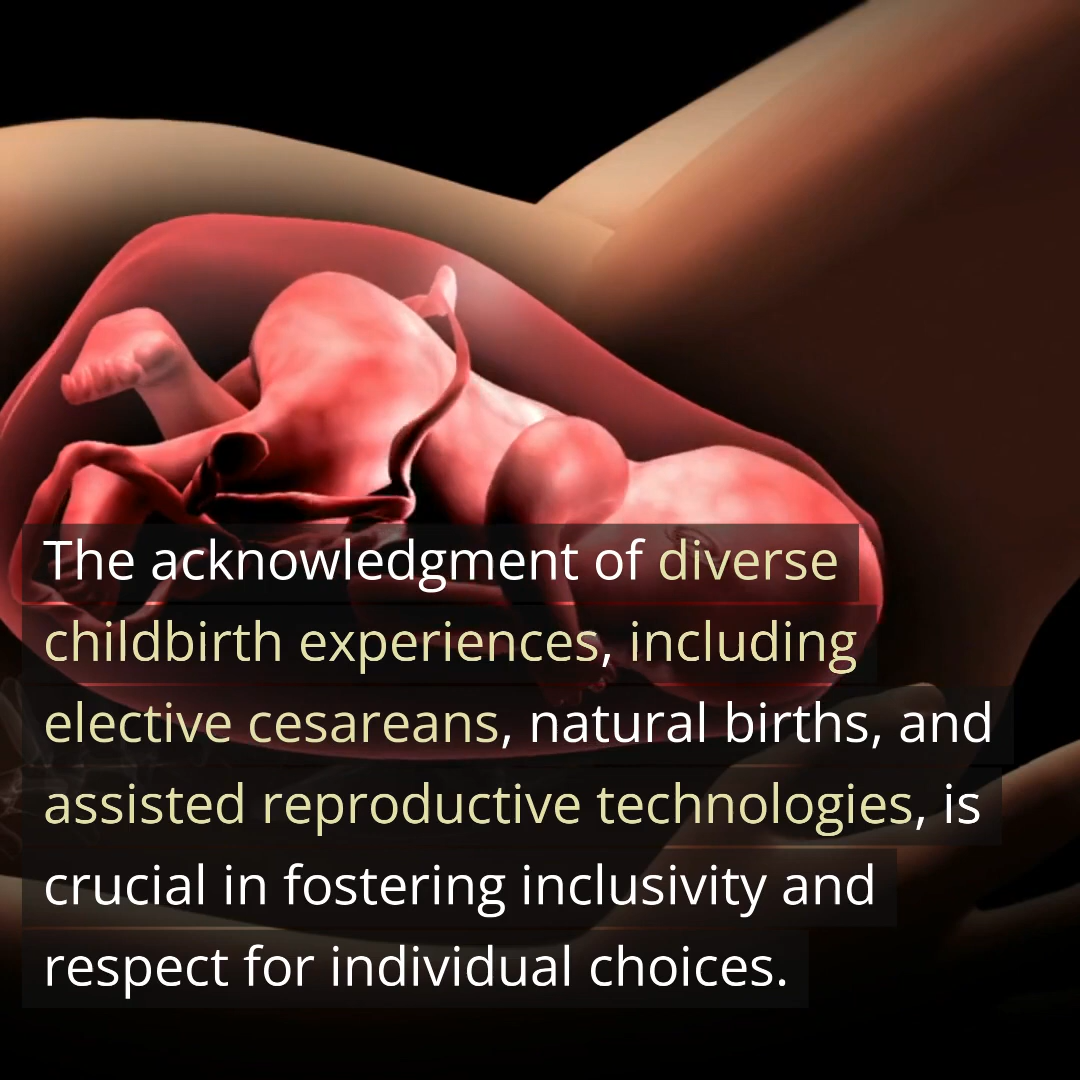 The acknowledgment of diverse
childbirth experiences, including
elective cesareans, natural births, and
assisted reproductive technologies, is
crucial in fostering inclusivity and
respect for individual choices.